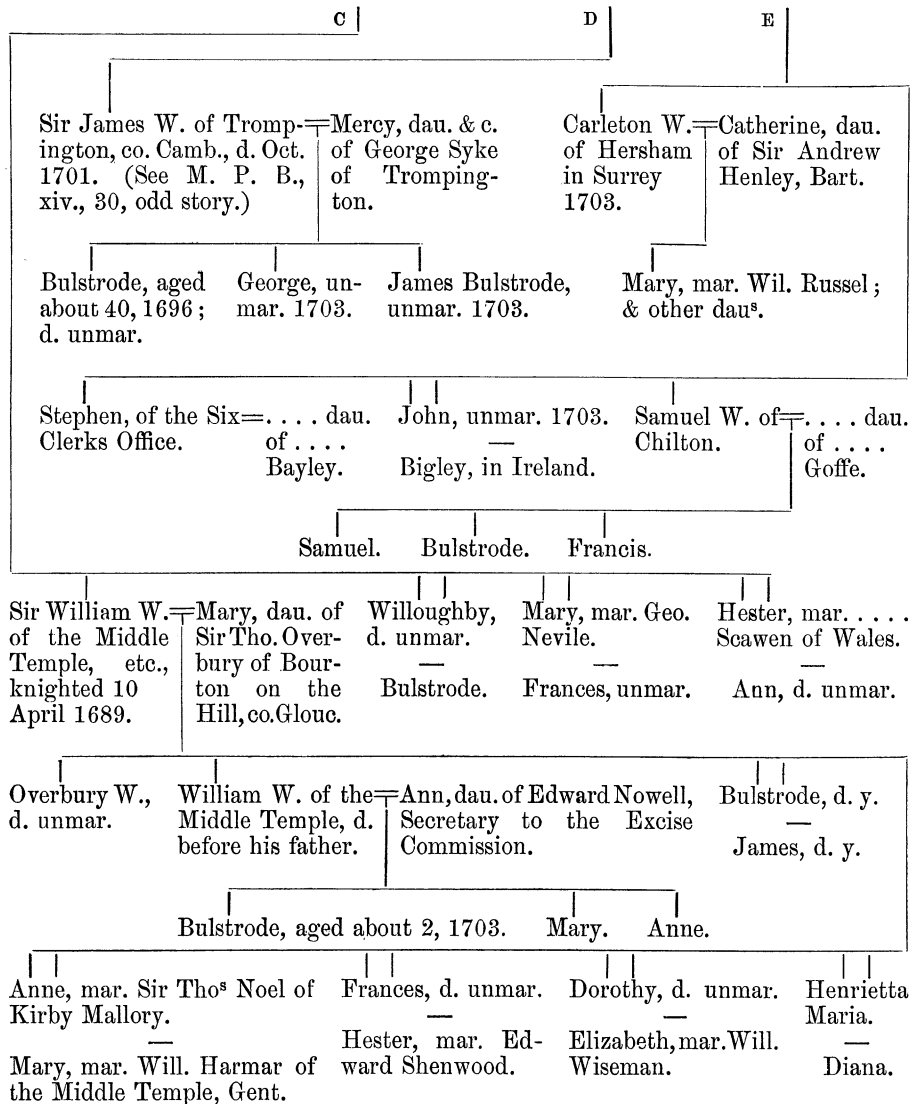 C D E
Sir James W. of Tromp-
ington, co. Camb., d. Oct.
1701. (See M. P. B.,
xiv., 30, odd story.)
Mercy, dau. & c.
of George Syke
of Tromping-
ton.
Carleton W.
of Hersham
in Surrey
1703.
Catherine, dau.
of Sir Andrew
Henley, Bart.
Bulstrode, aged
about 40, 1696;
d. unmar.
George, un-
mar. 1703.
James Bulstrode,
unmar. 1703.
Mary, mar. Wil. Russel;
& other dauˢ.
Stephen, of the Six
Clerks Office.
=. . . . dau.
of . . . .
Bayley.
John, unmar. 1703.
—
Bigley, in Ireland.
Samuel W. of
Chilton.
. . . . dau.
of . . . .
Goffe.
Samuel. Bulstrode. Francis.
Sir William W.
of the Middle
Temple, etc.,
knighted 10
April 1689.
Mary, dau. of
Sir Tho. Over-
bury of Bour-
ton on the
Hill, co. Glouc.
Willoughby,
d. unmar.
—
Bulstrode.
Mary, mar. Geo.
Nevile.
—
Frances, unmar.
Hester, mar. . . . .
Scawen of Wales.
—
Ann, d. unmar.
Overbury W.,
d. unmar.
William W. of the
Middle Temple, d.
before his father.
Ann, dau. of Edward Nowell,
Secretary to the Excise
Commission.
Bulstrode, d. y.
—
James, d. y.
Bulstrode, aged about 2, 1703. Mary. Anne.
Anne, mar. Sir Thoˢ Noel of
Kirby Mallory.
—
Mary, mar. Will. Harmar of
the Middle Temple, Gent.
Frances, d. unmar.
—
Hester, mar. Ed-
ward Shenwood.
Dorothy, d. unmar.
—
Elizabeth, mar. Will.
Wiseman.
Henrietta
Maria.
—
Diana.